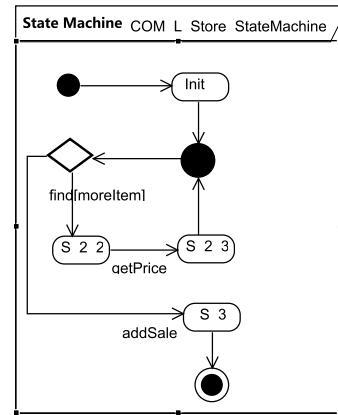 State Machine COM L Store StateMachine
Init
find[moreItem]
S 2 2
S 2 3
getPrice
S 3
addSale